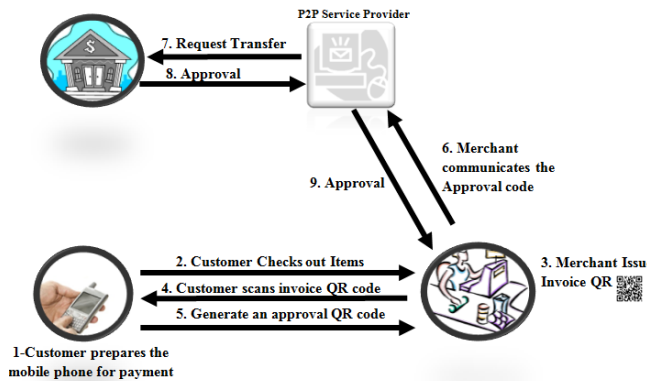 P2P Service Provider
7. Request Transfer
8. Approval
6. Merchant
communicates the
Approval code
9. Approval
2. Customer Checks out Items
3. Merchant Issu
Invoice QR
4. Customer scans invoice QR code
5. Generate an approval QR code
1-Customer prepares the
mobile phone for payment